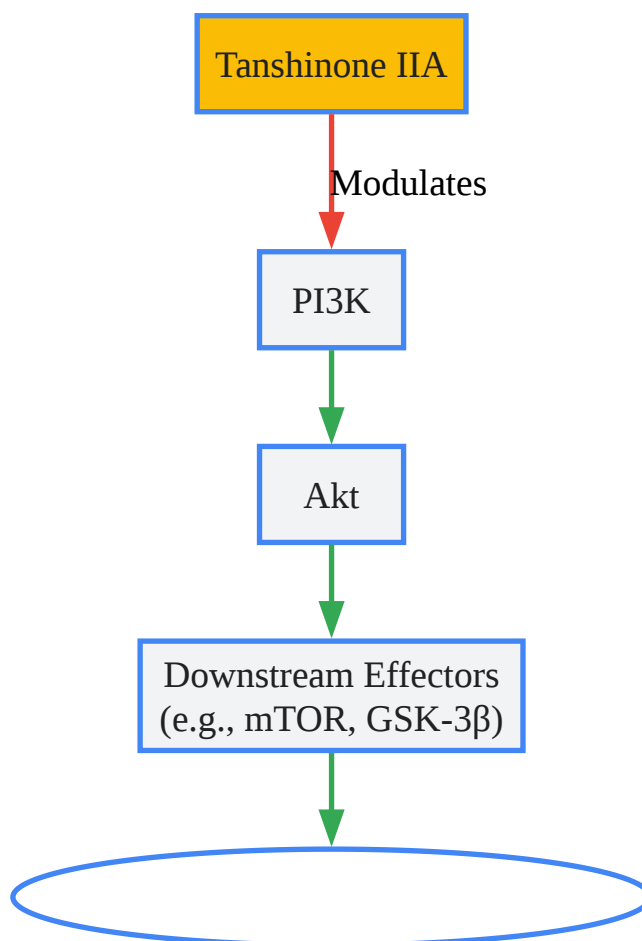 Tanshinone IIA
Modulates
PI3K
Akt
Downstream Effectors
(e.g., mTOR, GSK-3β)